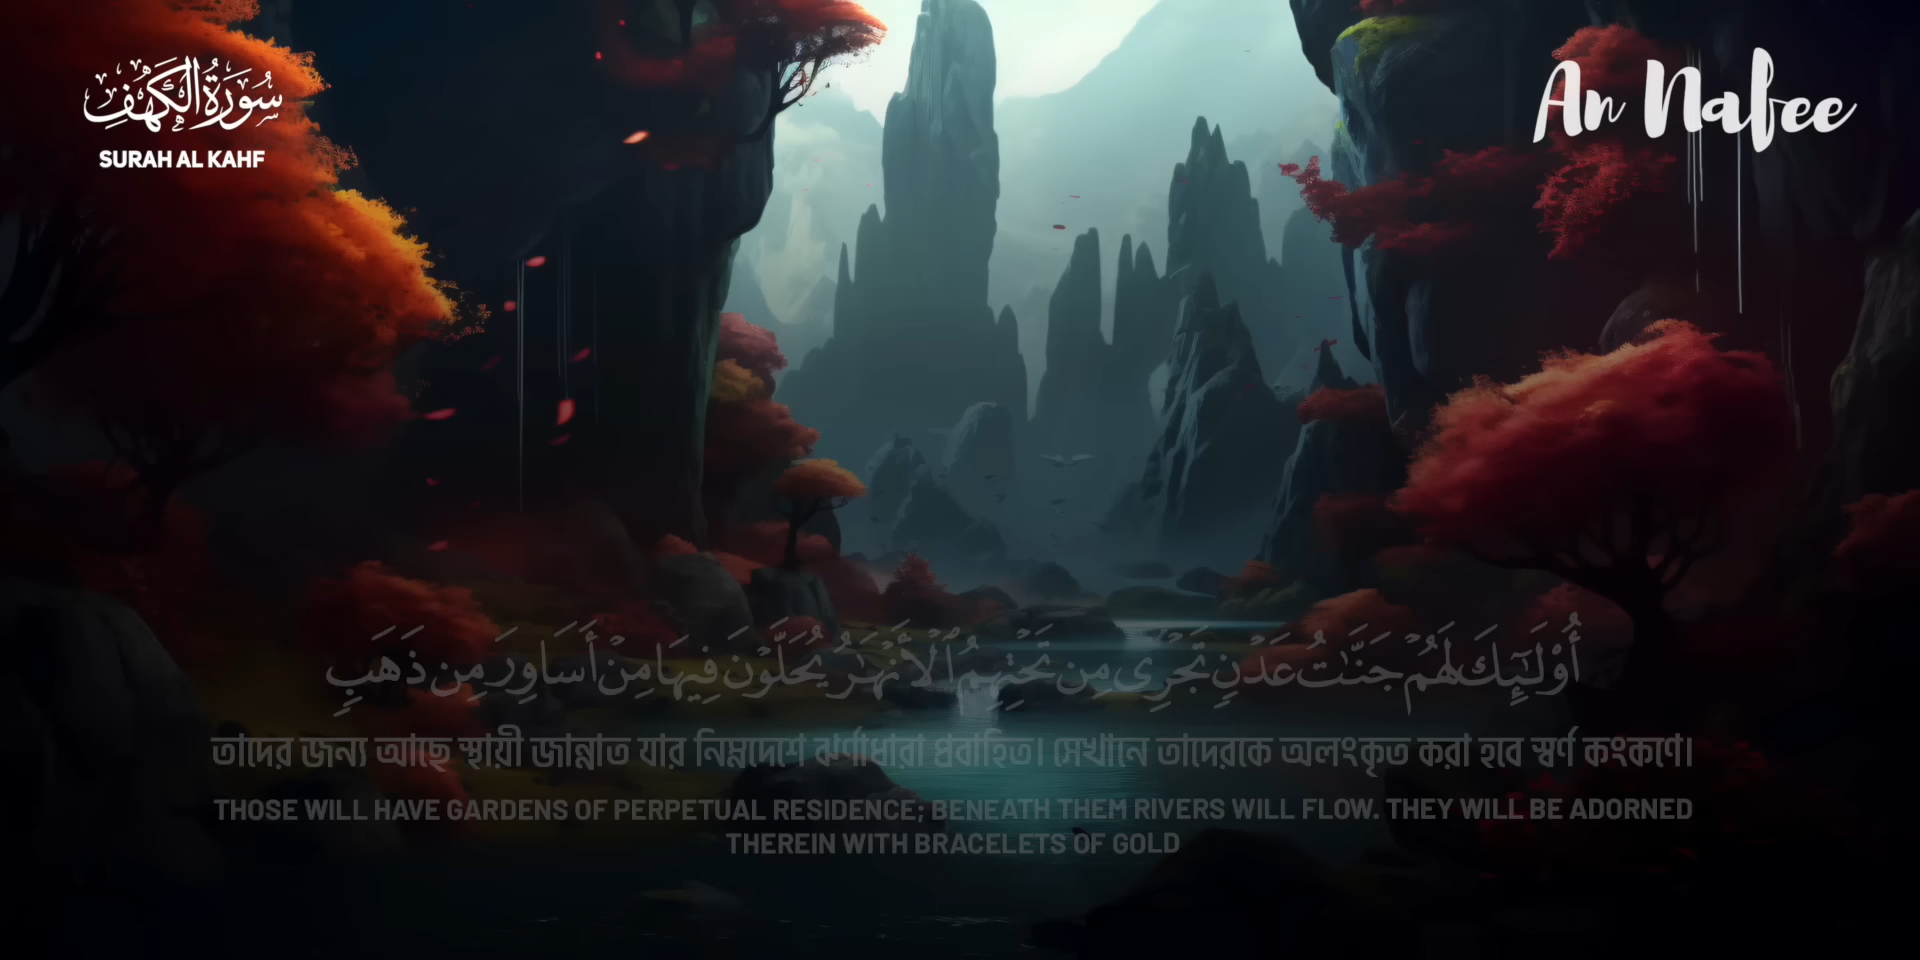 سُورَةُ الكَهْفِ
SURAH AL KAHF
An Nafee
أُو۟لَـٰٓئِكَ لَهُمْ جَنَّـٰتُ عَدْنٍ تَجْرِى مِن تَحْتِهِمُ ٱلْأَنْهَـٰرُ يُحَلَّوْنَ فِيهَا مِنْ أَسَاوِرَ مِن ذَهَبٍ
তাদের জন্য আছে স্থায়ী জান্নাত যার নিম্নদেশে ঝর্ণাধারা প্রবাহিত। সেখানে তাদেরকে অলংকৃত করা হবে স্বর্ণ কংকণে।
THOSE WILL HAVE GARDENS OF PERPETUAL RESIDENCE; BENEATH THEM RIVERS WILL FLOW. THEY WILL BE ADORNED
THEREIN WITH BRACELETS OF GOLD